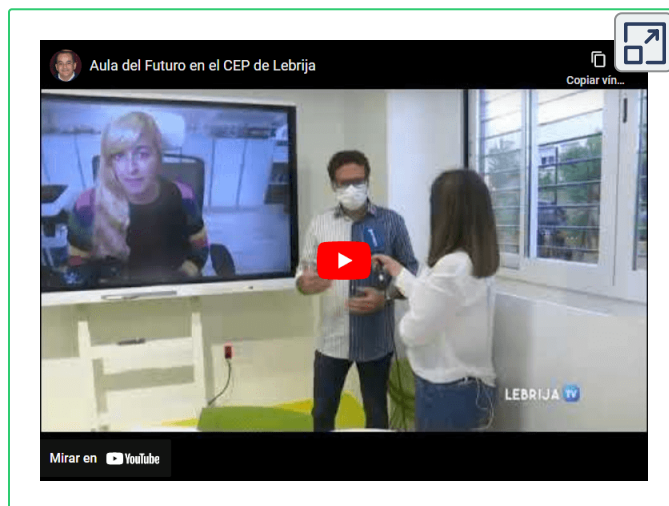 Aula del Futuro en el CEP de Lebrija
Copiar vín...
LEBRIJA TV
Mirar en YouTube